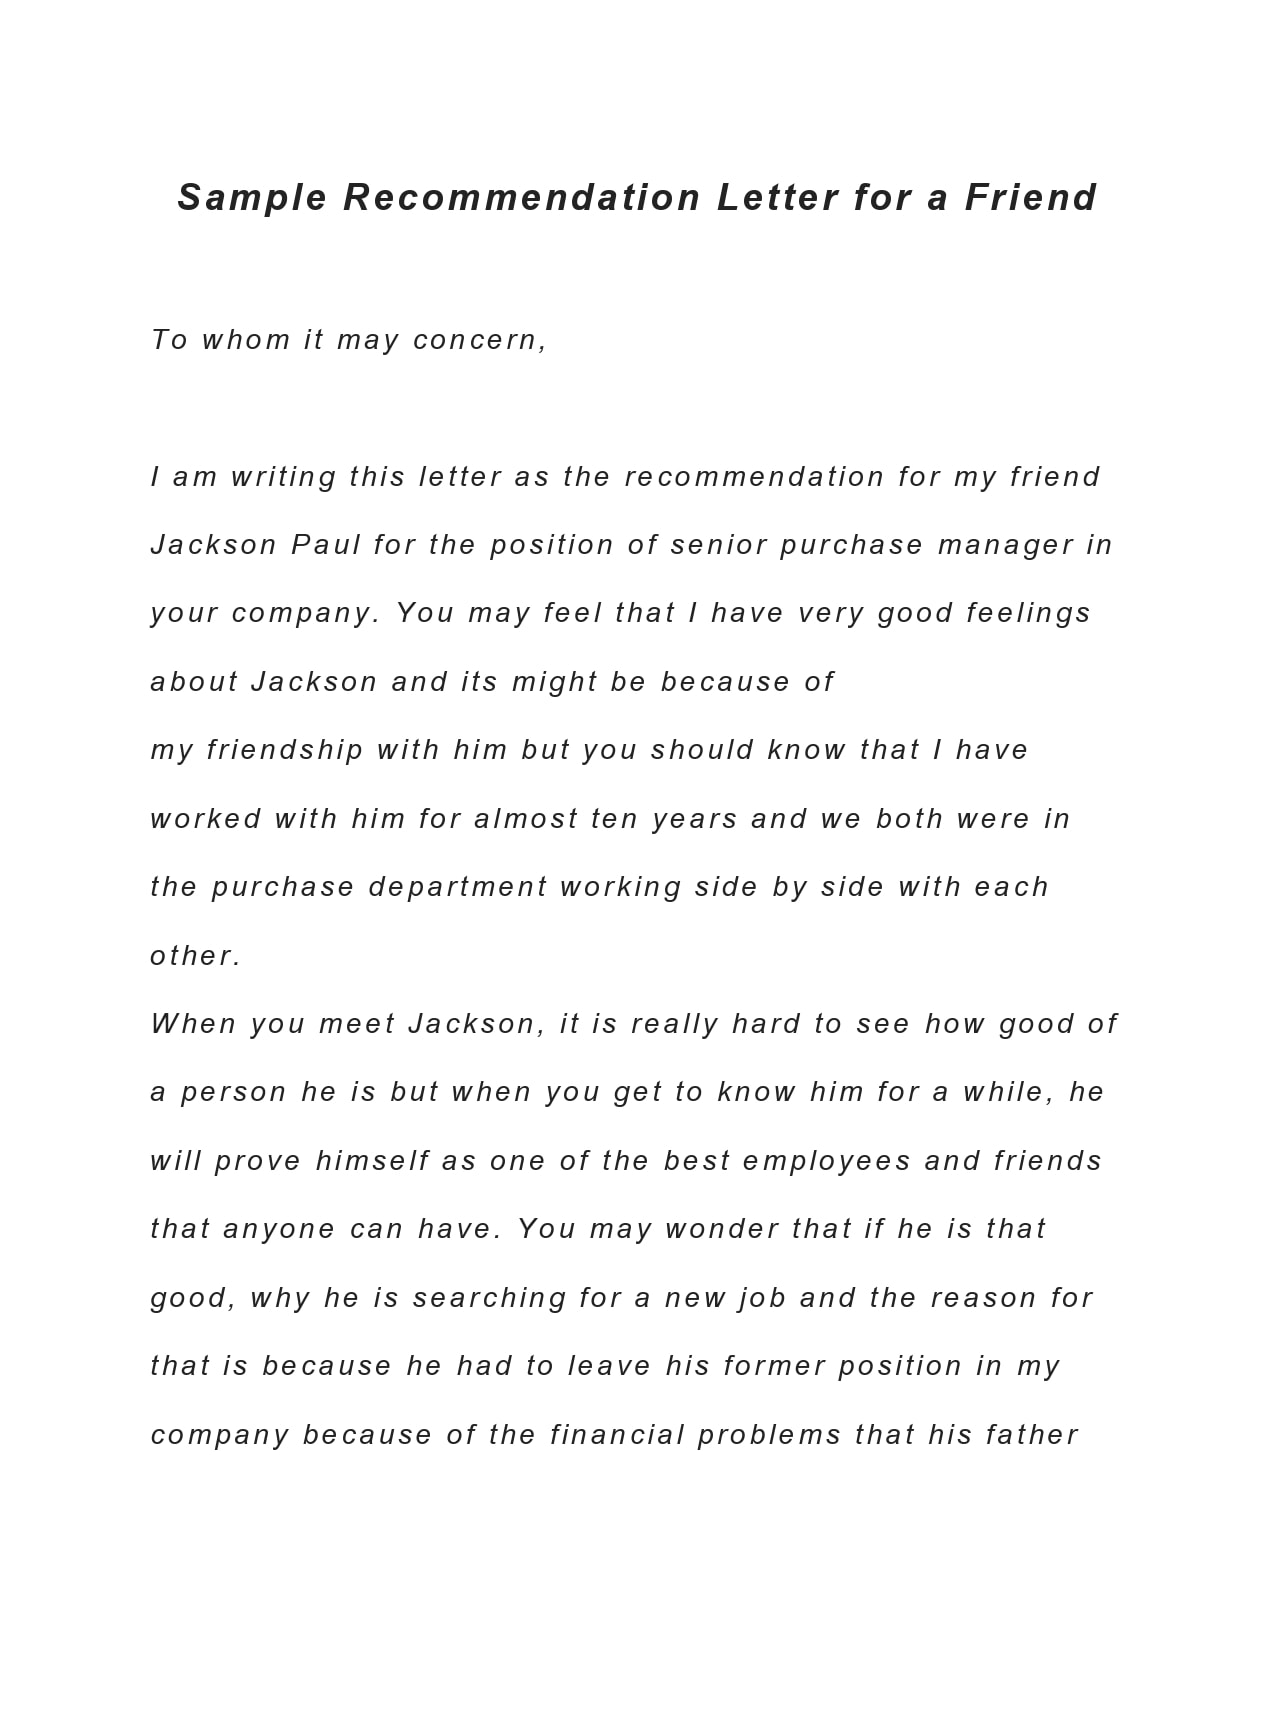 Sample Recommendation Letter for a Friend
To whom it may concern,
I am writing this letter as the recommendation for my friend
Jackson Paul for the position of senior purchase manager in
your company. You may feel that I have very good feelings
about Jackson and its might be because of
my friendship with him but you should know that I have
worked with him for almost ten years and we both were in
the purchase department working side by side with each
other.
When you meet Jackson, it is really hard to see how good of
a person he is but when you get to know him for a while, he
will prove himself as one of the best employees and friends
that anyone can have. You may wonder that if he is that
good, why he is searching for a new job and the reason for
that is because he had to leave his former position in my
company because of the financial problems that his father